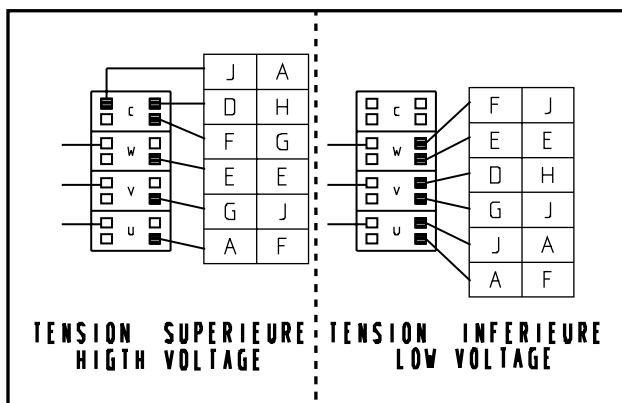 J A
D H
C
F G
W
E E
V
G J
U
A F
TENSION SUPERIEURE
HIGTH VOLTAGE
C
F J
W
E E
D H
V
G J
U
J A
A F
TENSION INFERIEURE
LOW VOLTAGE